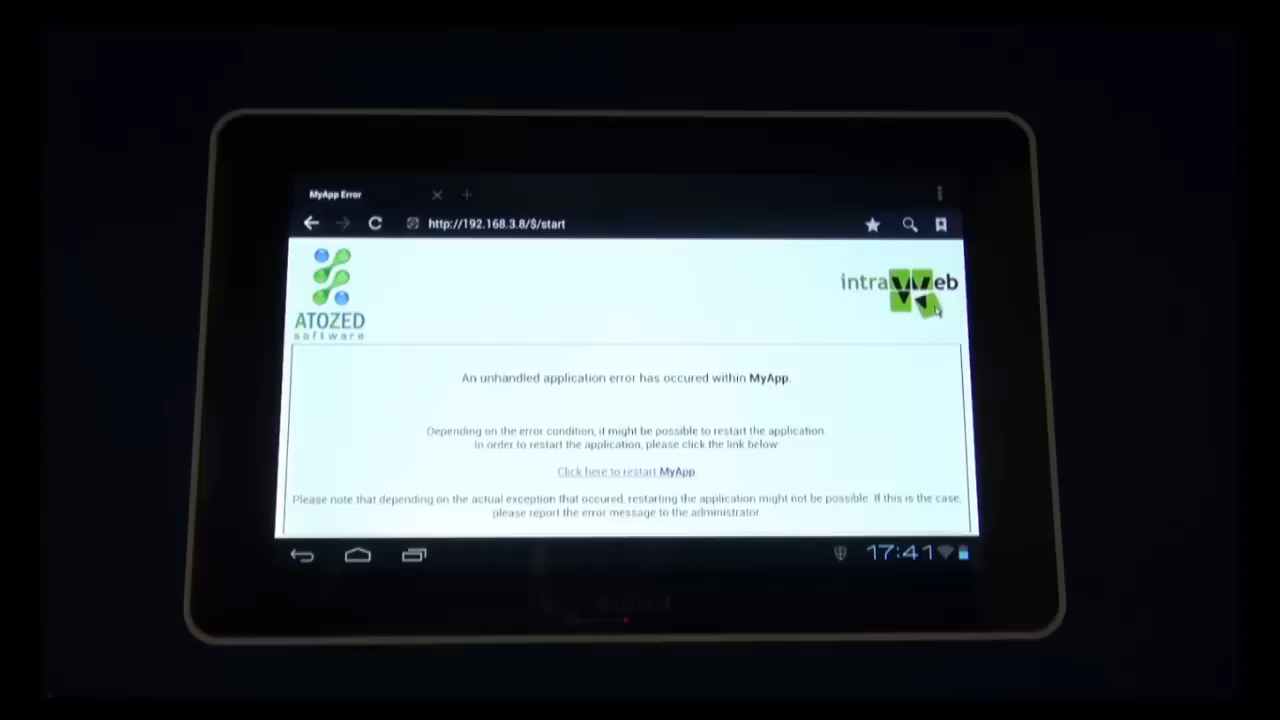 MyApp Error
http://192.168.3.8/$/start
ATOZED
software
intraWeb
An unhandled application error has occured within MyApp.
Depending on the error condition, it might be possible to restart the application.
In order to restart the application, please click the link below
Click here to restart MyApp
Please note that depending on the actual exception that occured, restarting the application might not be possible. If this is the case,
please report the error message to the administrator
17:41